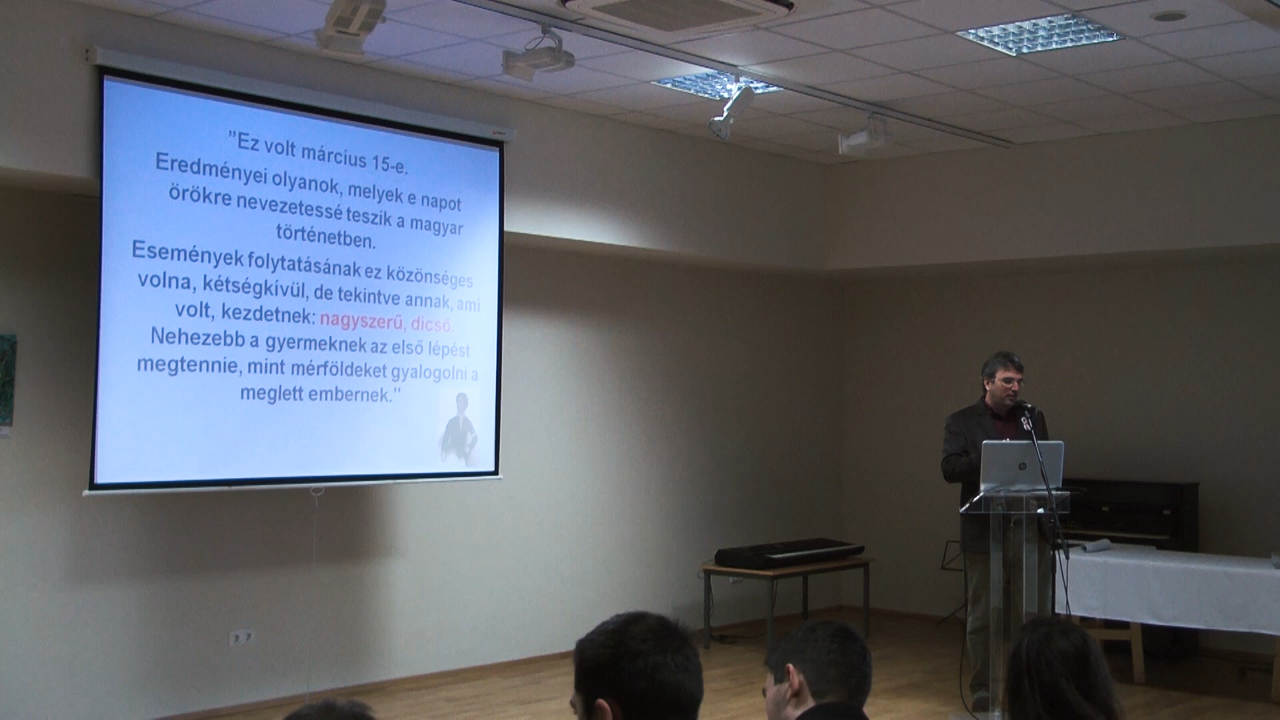 "Ez volt március 15-e.
Eredményei olyanok, melyek e napot
örökre nevezetessé teszik a magyar
történetben.
Események folytatásának ez közönséges
volna, kétségkívül, de tekintve annak, ami
volt, kezdetnek: nagyszerű, dicső.
Nehezebb a gyermeknek az első lépést
megtennie, mint mérföldeket gyalogolni a
meglett embernek."
hp